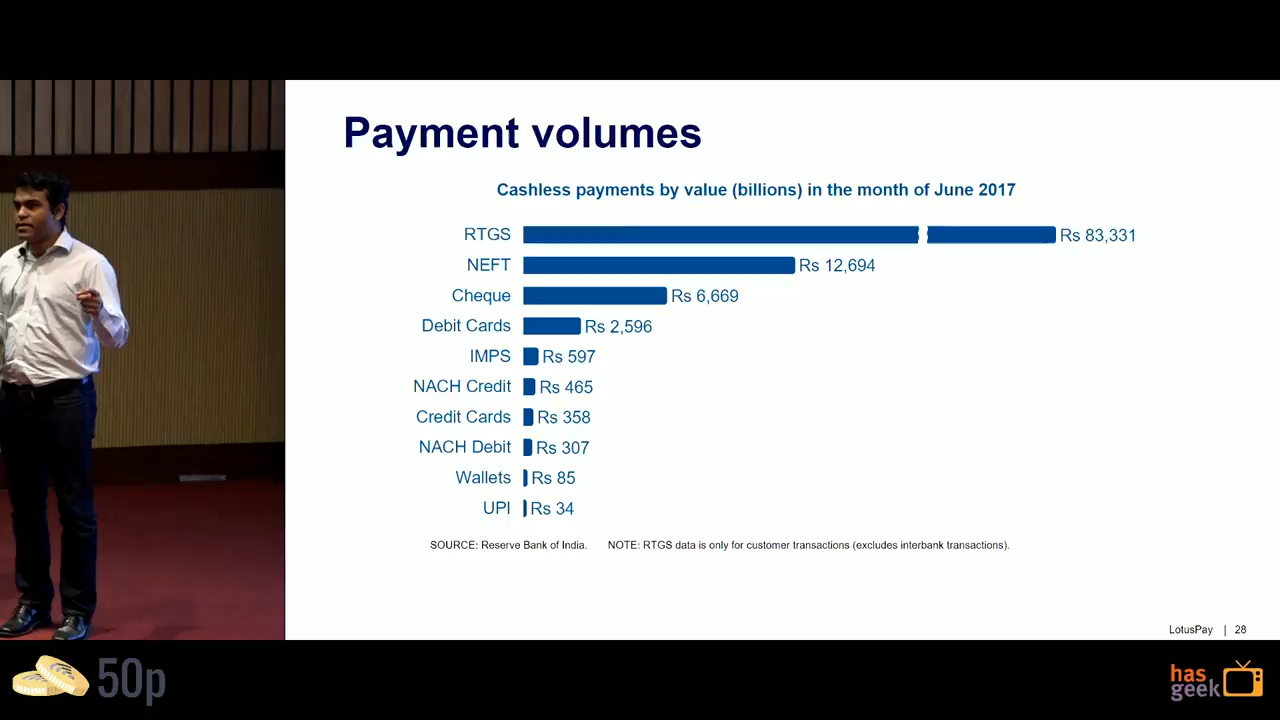 Payment volumes
Cashless payments by value (billions) in the month of June 2017
RTGS Rs 83,331
NEFT Rs 12,694
Cheque Rs 6,669
Debit Cards Rs 2,596
IMPS Rs 597
NACH Credit Rs 465
Credit Cards Rs 358
NACH Debit Rs 307
Wallets Rs 85
UPI Rs 34
SOURCE: Reserve Bank of India. NOTE: RTGS data is only for customer transactions (excludes interbank transactions).
LotusPay | 28
50p
has
geek